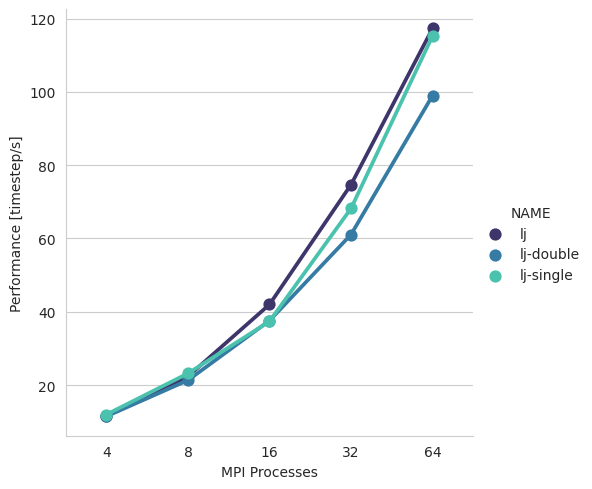 120
100
80
60
40
20
Performance [timestep/s]
4 8 16 32 64
MPI Processes
NAME
lj
lj-double
lj-single